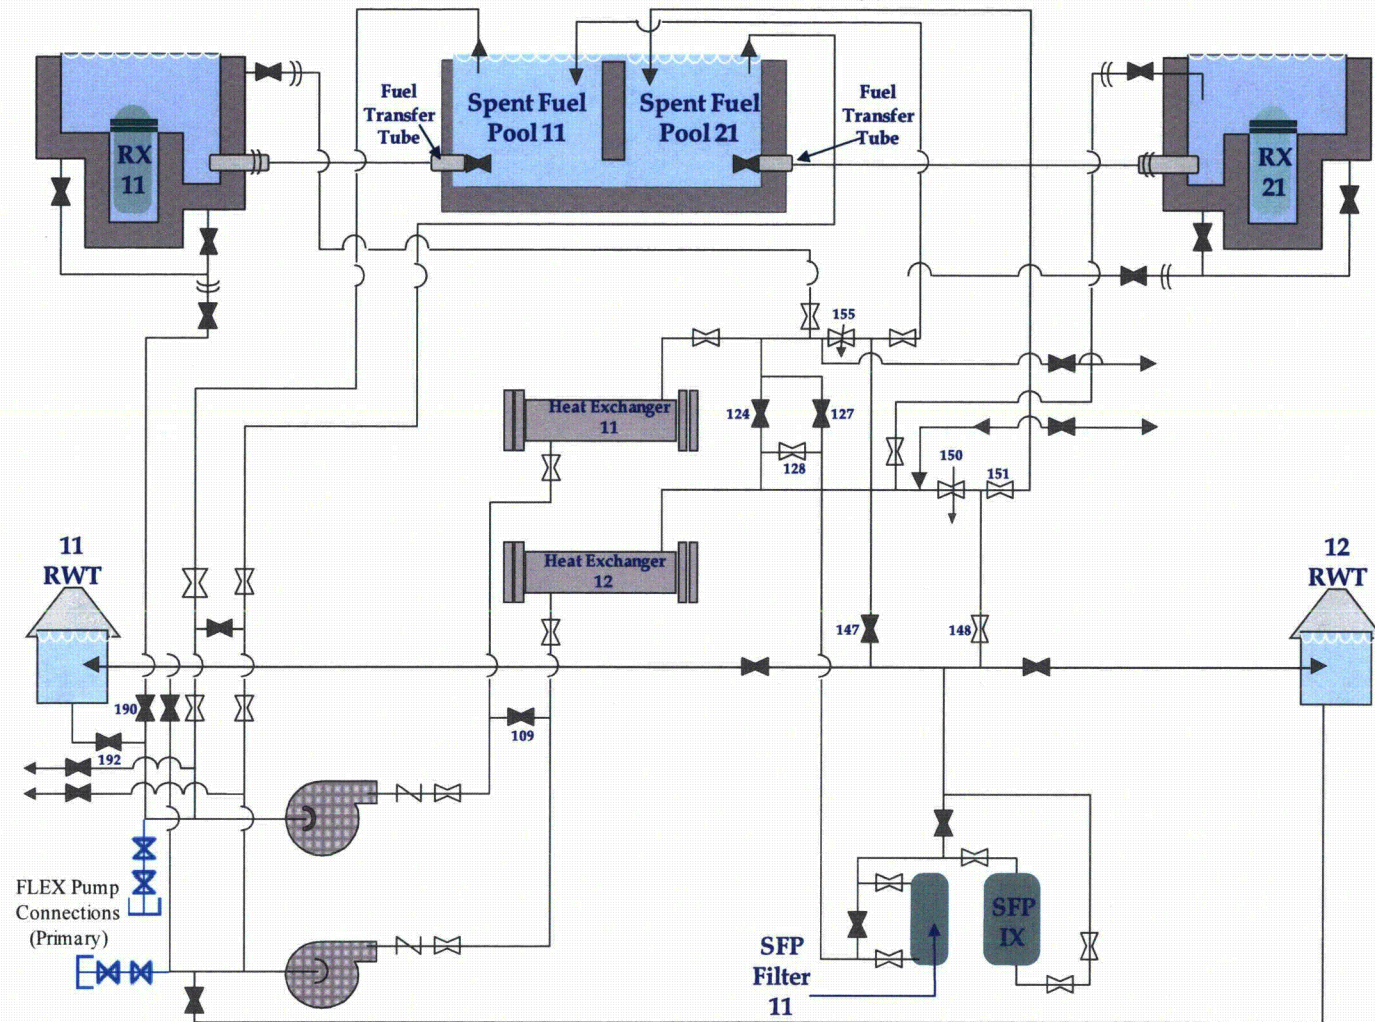 Fuel
Transfer
Tube
Spent Fuel
Pool 11
Spent Fuel
Pool 21
Fuel
Transfer
Tube
RX
11
RX
21
155
Heat Exchanger
11
124
127
128
150
151
Heat Exchanger
12
11
RWT
12
RWT
147
148
190
192
109
FLEX Pump
Connections
(Primary)
SFP
Filter
11
SFP
IX